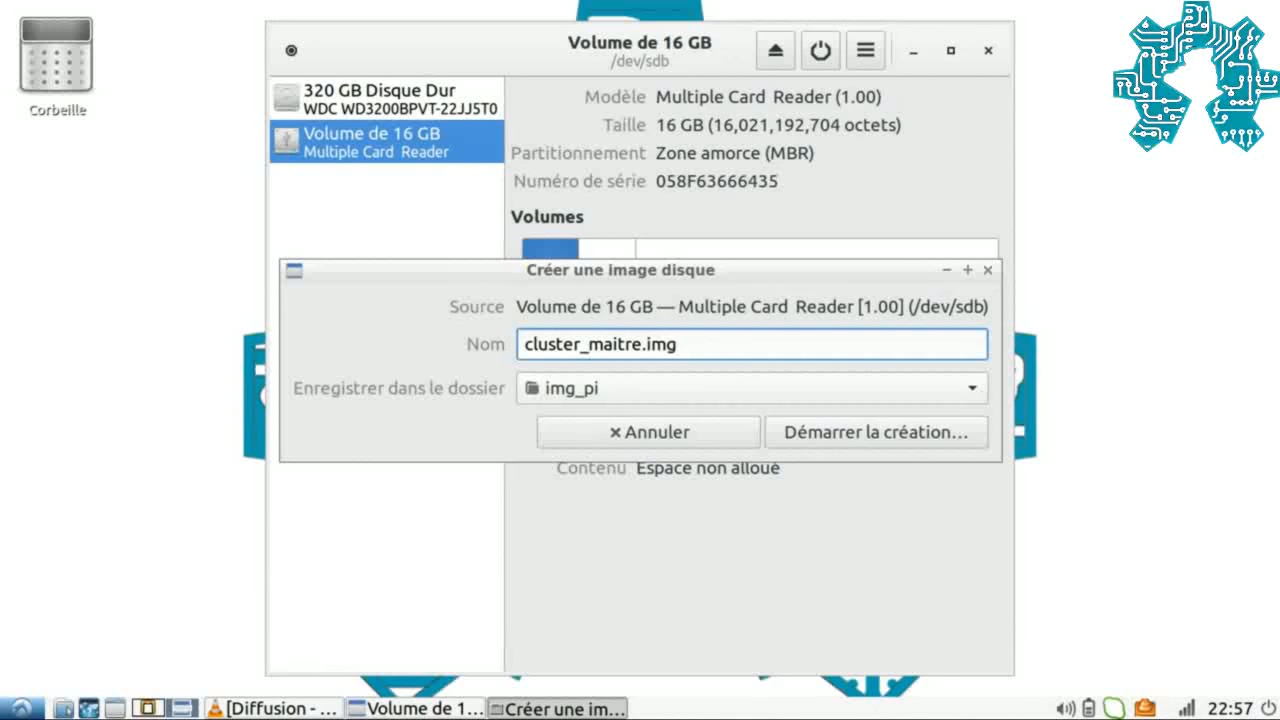 Corbeille
Volume de 16 GB
/dev/sdb
320 GB Disque Dur
WDC WD3200BPVT-22JJ5T0
Volume de 16 GB
Multiple Card Reader
Modèle Multiple Card Reader (1.00)
Taille 16 GB (16,021,192,704 octets)
Partitionnement Zone amorce (MBR)
Numéro de série 058F63666435
Volumes
Créer une image disque
Source Volume de 16 GB — Multiple Card Reader [1.00] (/dev/sdb)
Nom cluster_maitre.img
Enregistrer dans le dossier img_pi
Annuler Démarrer la création...
Contenu Espace non alloué
[Diffusion - ... Volume de 1... Créer une im... 22:57